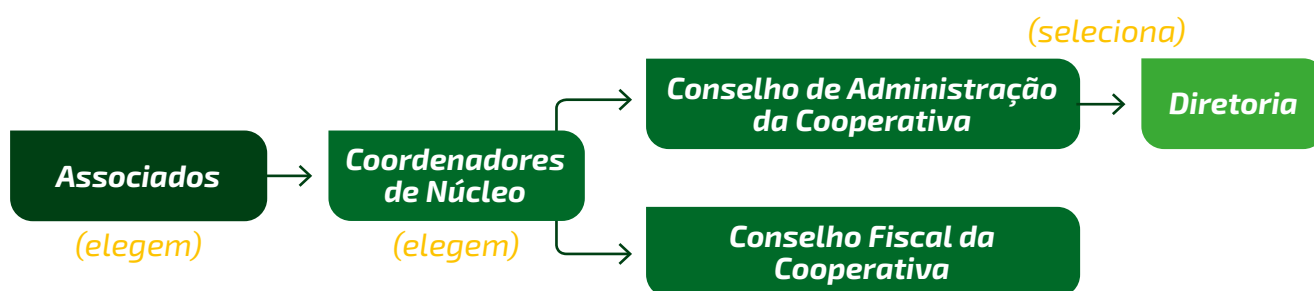 Associados
(elegem)
Coordenadores
de Núcleo
(elegem)
Conselho de Administração
da Cooperativa
(seleciona)
Diretoria
Conselho Fiscal da
Cooperativa